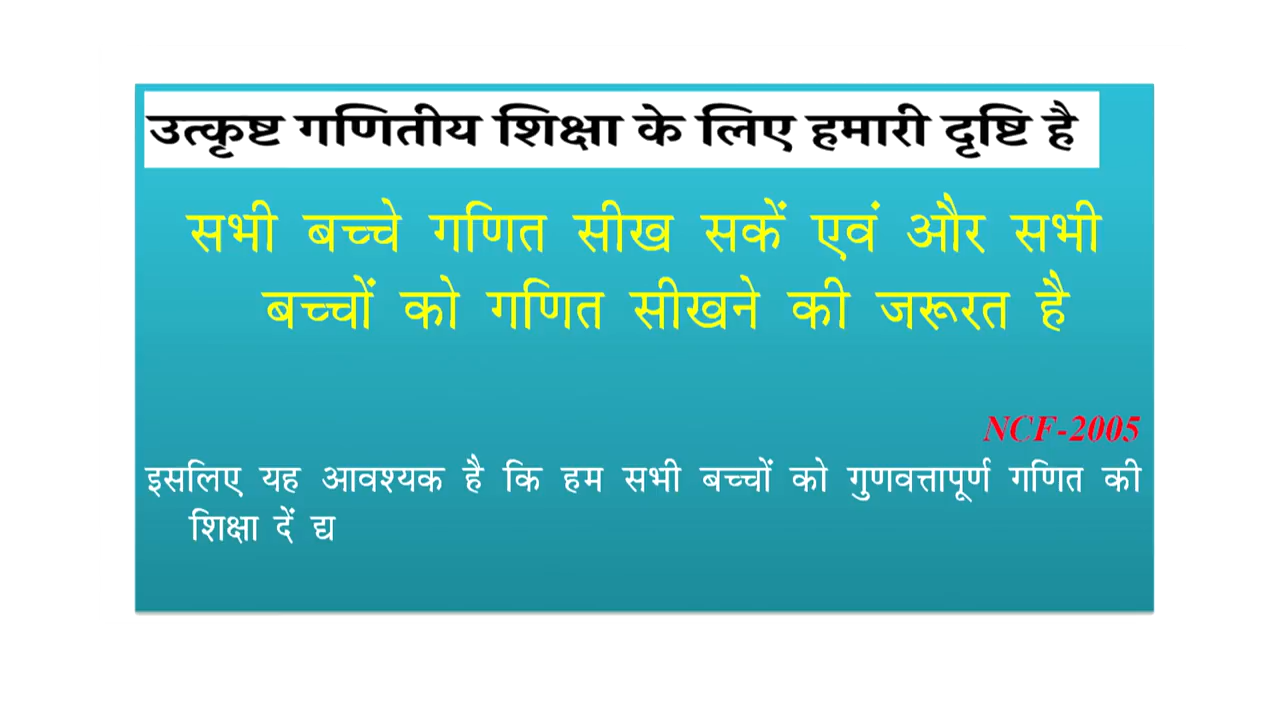 उत्कृष्ट गणितीय शिक्षा के लिए हमारी दृष्टि है
सभी बच्चे गणित सीख सकें एवं और सभी
बच्चों को गणित सीखने की जरूरत है
NCF-2005
इसलिए यह आवश्यक है कि हम सभी बच्चों को गुणवत्तापूर्ण गणित की
शिक्षा दें द्य